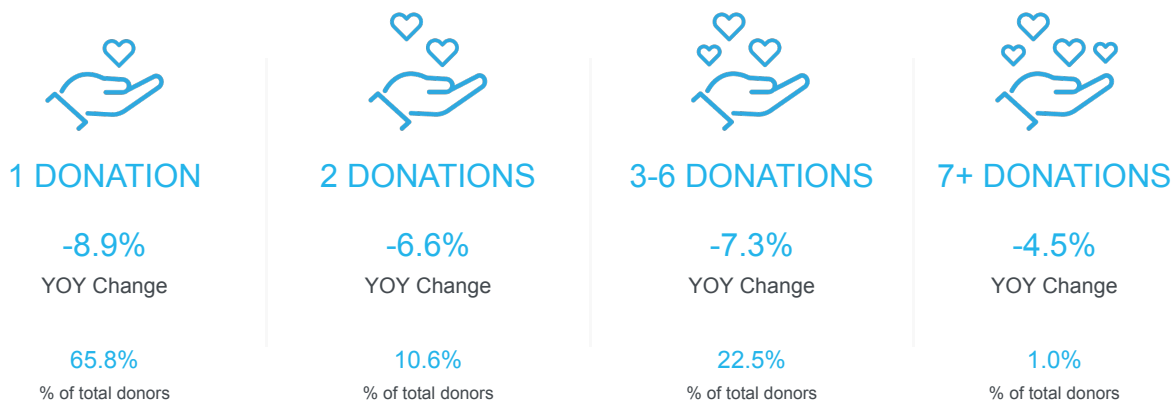 1 DONATION
-8.9%
YOY Change
65.8%
% of total donors
2 DONATIONS
-6.6%
YOY Change
10.6%
% of total donors
3-6 DONATIONS
-7.3%
YOY Change
22.5%
% of total donors
7+ DONATIONS
-4.5%
YOY Change
1.0%
% of total donors